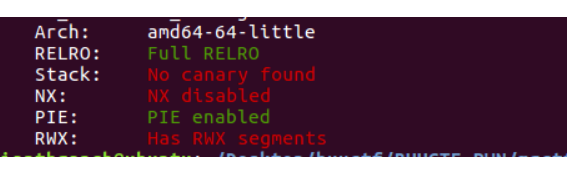 Arch: amd64-64-little
RELRO: Full RELRO
Stack: No canary found
NX: NX disabled
PIE: PIE enabled
RWX: Has RWX segments